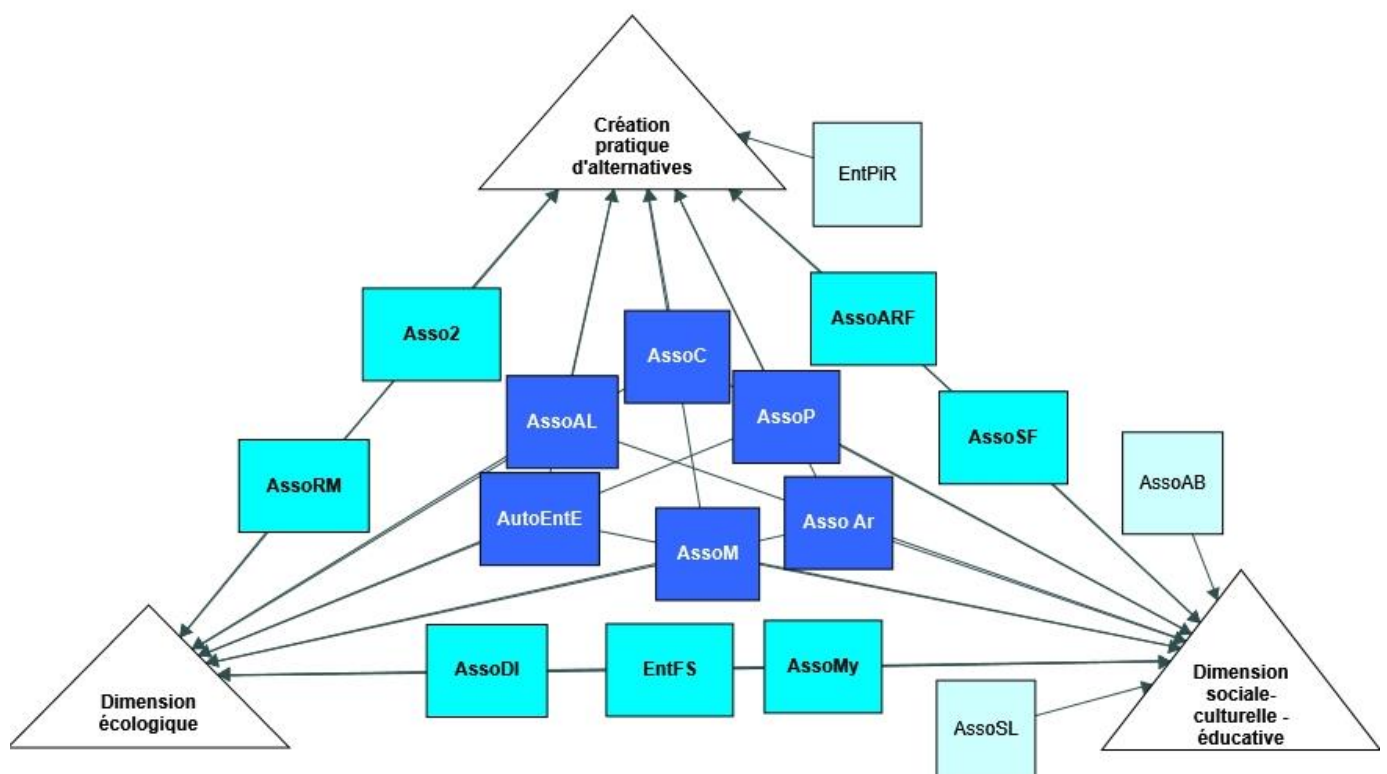 Création
pratique
d'alternatives
EntPiR
Asso2
AssoARF
AssoC
AssoAL
AssoP
AssoSF
AssoRM
AssoAB
AutoEntE
Asso Ar
AssoM
AssoDI
EntFS
AssoMy
Dimension
écologique
Dimension
sociale-
culturelle -
éducative
AssoSL